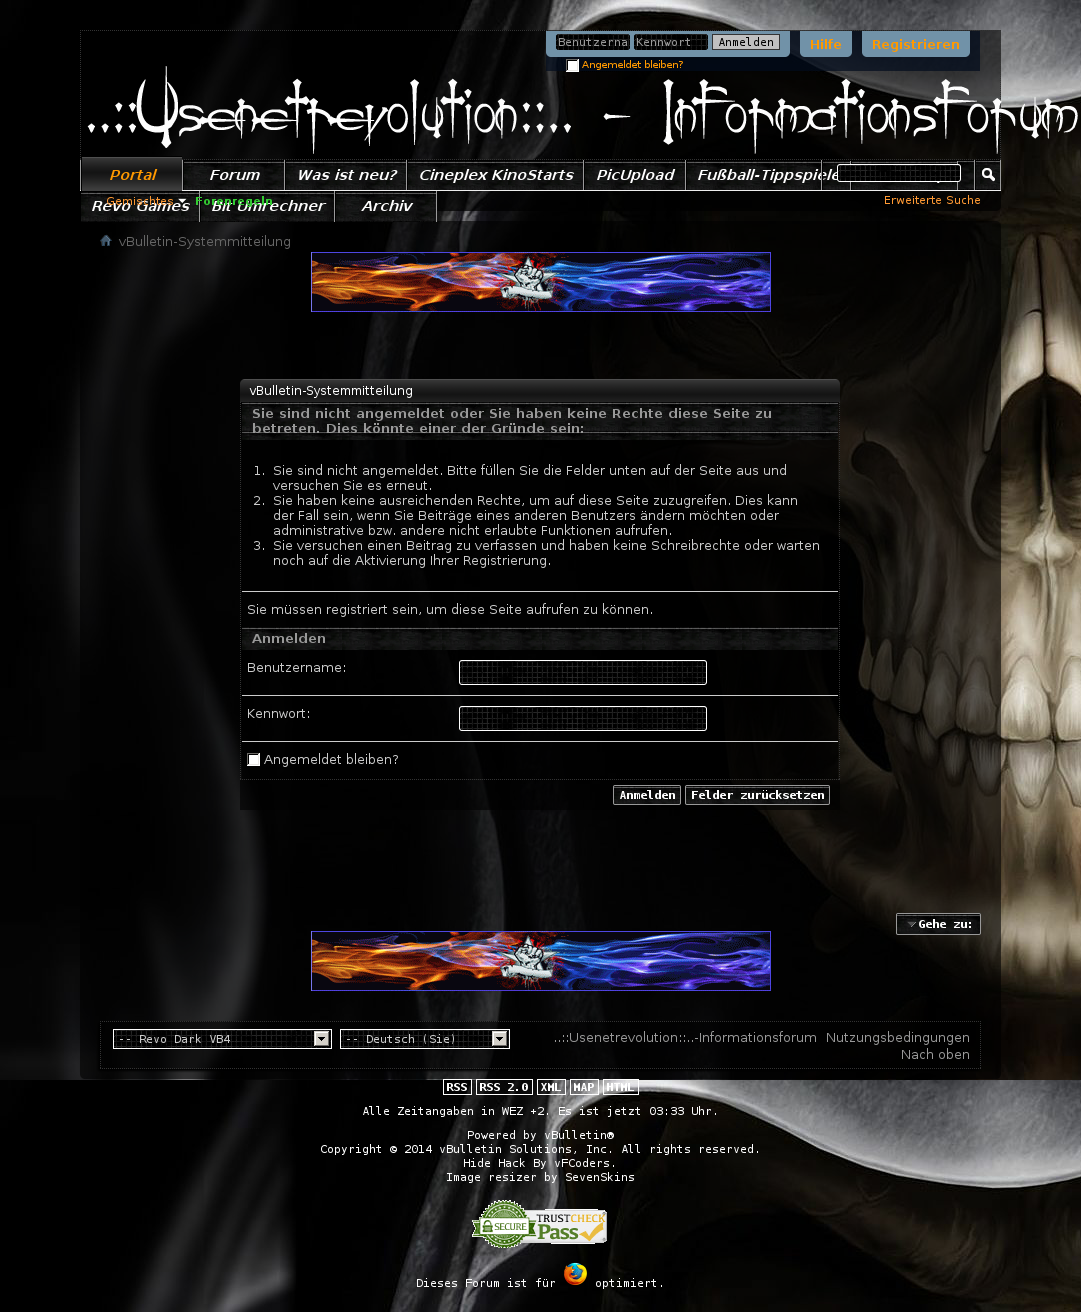 Benutzerna Kennwort Anmelden Hilfe Registrieren
Angemeldet bleiben?
..::Usenetrevolution::.. - Informationsforum
Portal Forum Was ist neu? Cineplex KinoStarts PicUpload Fußball-Tippspiele
Revo Games Bit Umrechner Archiv
Gemischtes Forenregeln
Erweiterte Suche
vBulletin-Systemmitteilung
vBulletin-Systemmitteilung
Sie sind nicht angemeldet oder Sie haben keine Rechte diese Seite zu
betreten. Dies könnte einer der Gründe sein:
1. Sie sind nicht angemeldet. Bitte füllen Sie die Felder unten auf der Seite aus und
versuchen Sie es erneut.
2. Sie haben keine ausreichenden Rechte, um auf diese Seite zuzugreifen. Dies kann
der Fall sein, wenn Sie Beiträge eines anderen Benutzers ändern möchten oder
administrative bzw. andere nicht erlaubte Funktionen aufrufen.
3. Sie versuchen einen Beitrag zu verfassen und haben keine Schreibrechte oder warten
noch auf die Aktivierung Ihrer Registrierung.
Sie müssen registriert sein, um diese Seite aufrufen zu können.
Anmelden
Benutzername:
Kennwort:
Angemeldet bleiben?
Anmelden Felder zurücksetzen
Gehe zu:
-- Revo Dark VB4 -- Deutsch (Sie)
..::Usenetrevolution::..-Informationsforum Nutzungsbedingungen
Nach oben
RSS RSS 2.0 XML MAP HTML
Alle Zeitangaben in WEZ +2. Es ist jetzt 03:33 Uhr.
Powered by vBulletin®
Copyright © 2014 vBulletin Solutions, Inc. All rights reserved.
Hide Hack By vFCoders.
Image resizer by SevenSkins
SECURE TRUSTCHECK
Pass
Dieses Forum ist für optimiert.